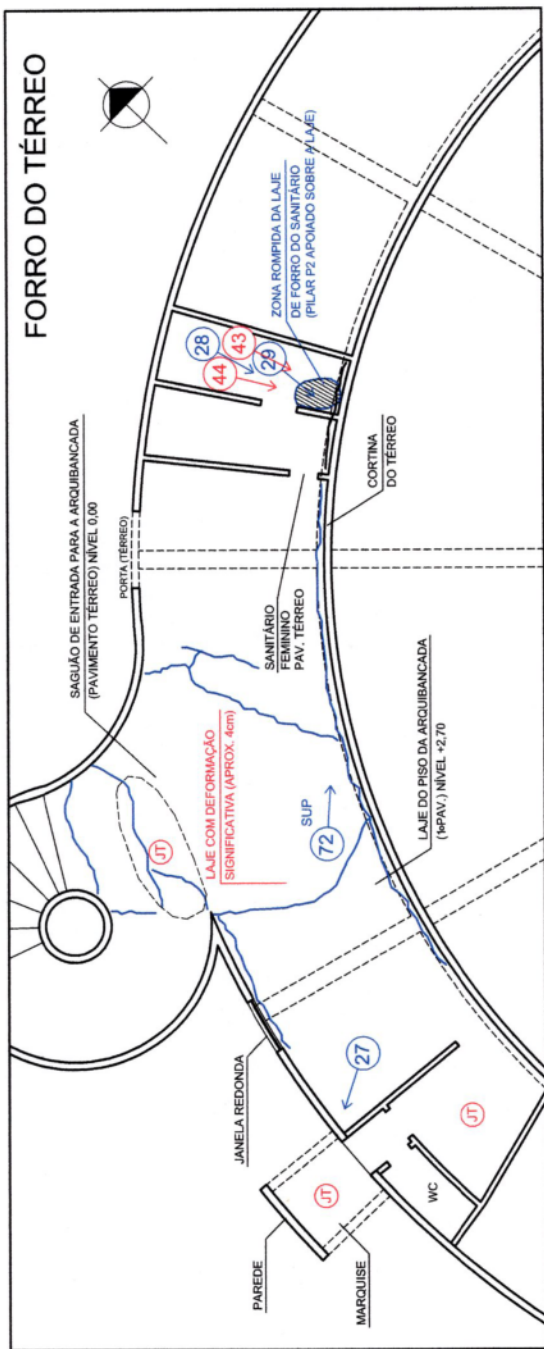 FORRO DO TÉRREO
SAGUÃO DE ENTRADA PARA A ARQUIBANCADA
(PAVIMENTO TÉRREO) NÍVEL 0,00
PORTA (TÉRREO)
28
44
43
29
ZONA ROMPIDA DA LAJE
DE FORRO DO SANITÁRIO
(PILAR P2 APOIADO SOBRE A LAJE)
JT
LAJE COM DEFORMAÇÃO
SIGNIFICATIVA (APROX. 4cm)
SANITÁRIO
FEMININO
PAV. TÉRREO
CORTINA
DO TÉRREO
SUP
72
JANELA REDONDA
27
LAJE DO PISO DA ARQUIBANCADA
(1ºPAV.) NÍVEL +2,70
PAREDE
JT
MARQUISE
WC
JT